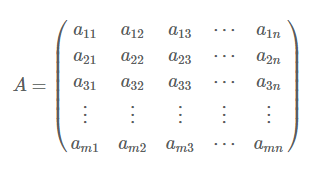 A = ( a₁₁ a₁₂ a₁₃ ⋯ a₁ₙ
a₂₁ a₂₂ a₂₃ ⋯ a₂ₙ
a₃₁ a₃₂ a₃₃ ⋯ a₃ₙ
⋮ ⋮ ⋮ ⋮ ⋮
aₘ₁ aₘ₂ aₘ₃ ⋯ aₘₙ )